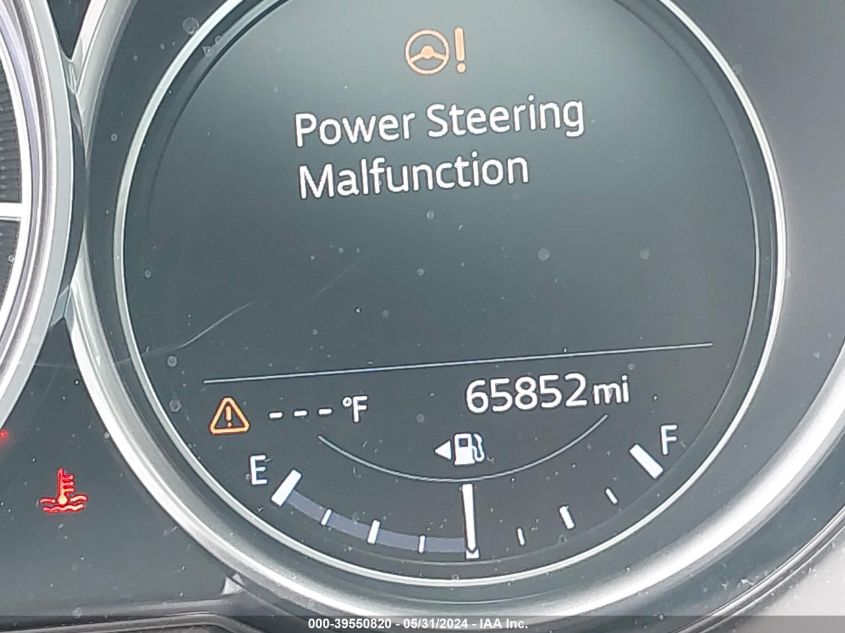 Power Steering
Malfunction
---°F
65852mi
E
F
000-39550820 - 05/31/2024 - IAA Inc.